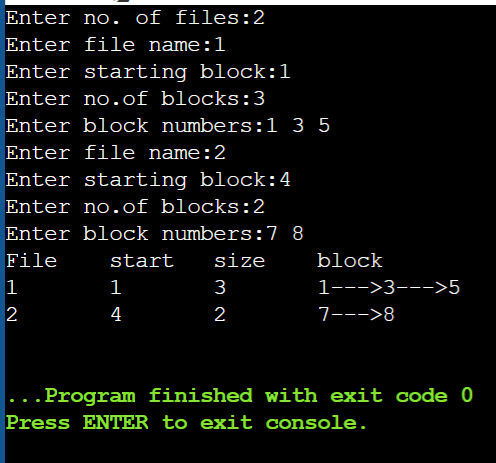 Enter no. of files:2
Enter file name:1
Enter starting block:1
Enter no.of blocks:3
Enter block numbers:1 3 5
Enter file name:2
Enter starting block:4
Enter no.of blocks:2
Enter block numbers:7 8
File    start   size    block
1       1       3       1--->3--->5
2       4       2       7--->8
...Program finished with exit code 0
Press ENTER to exit console.